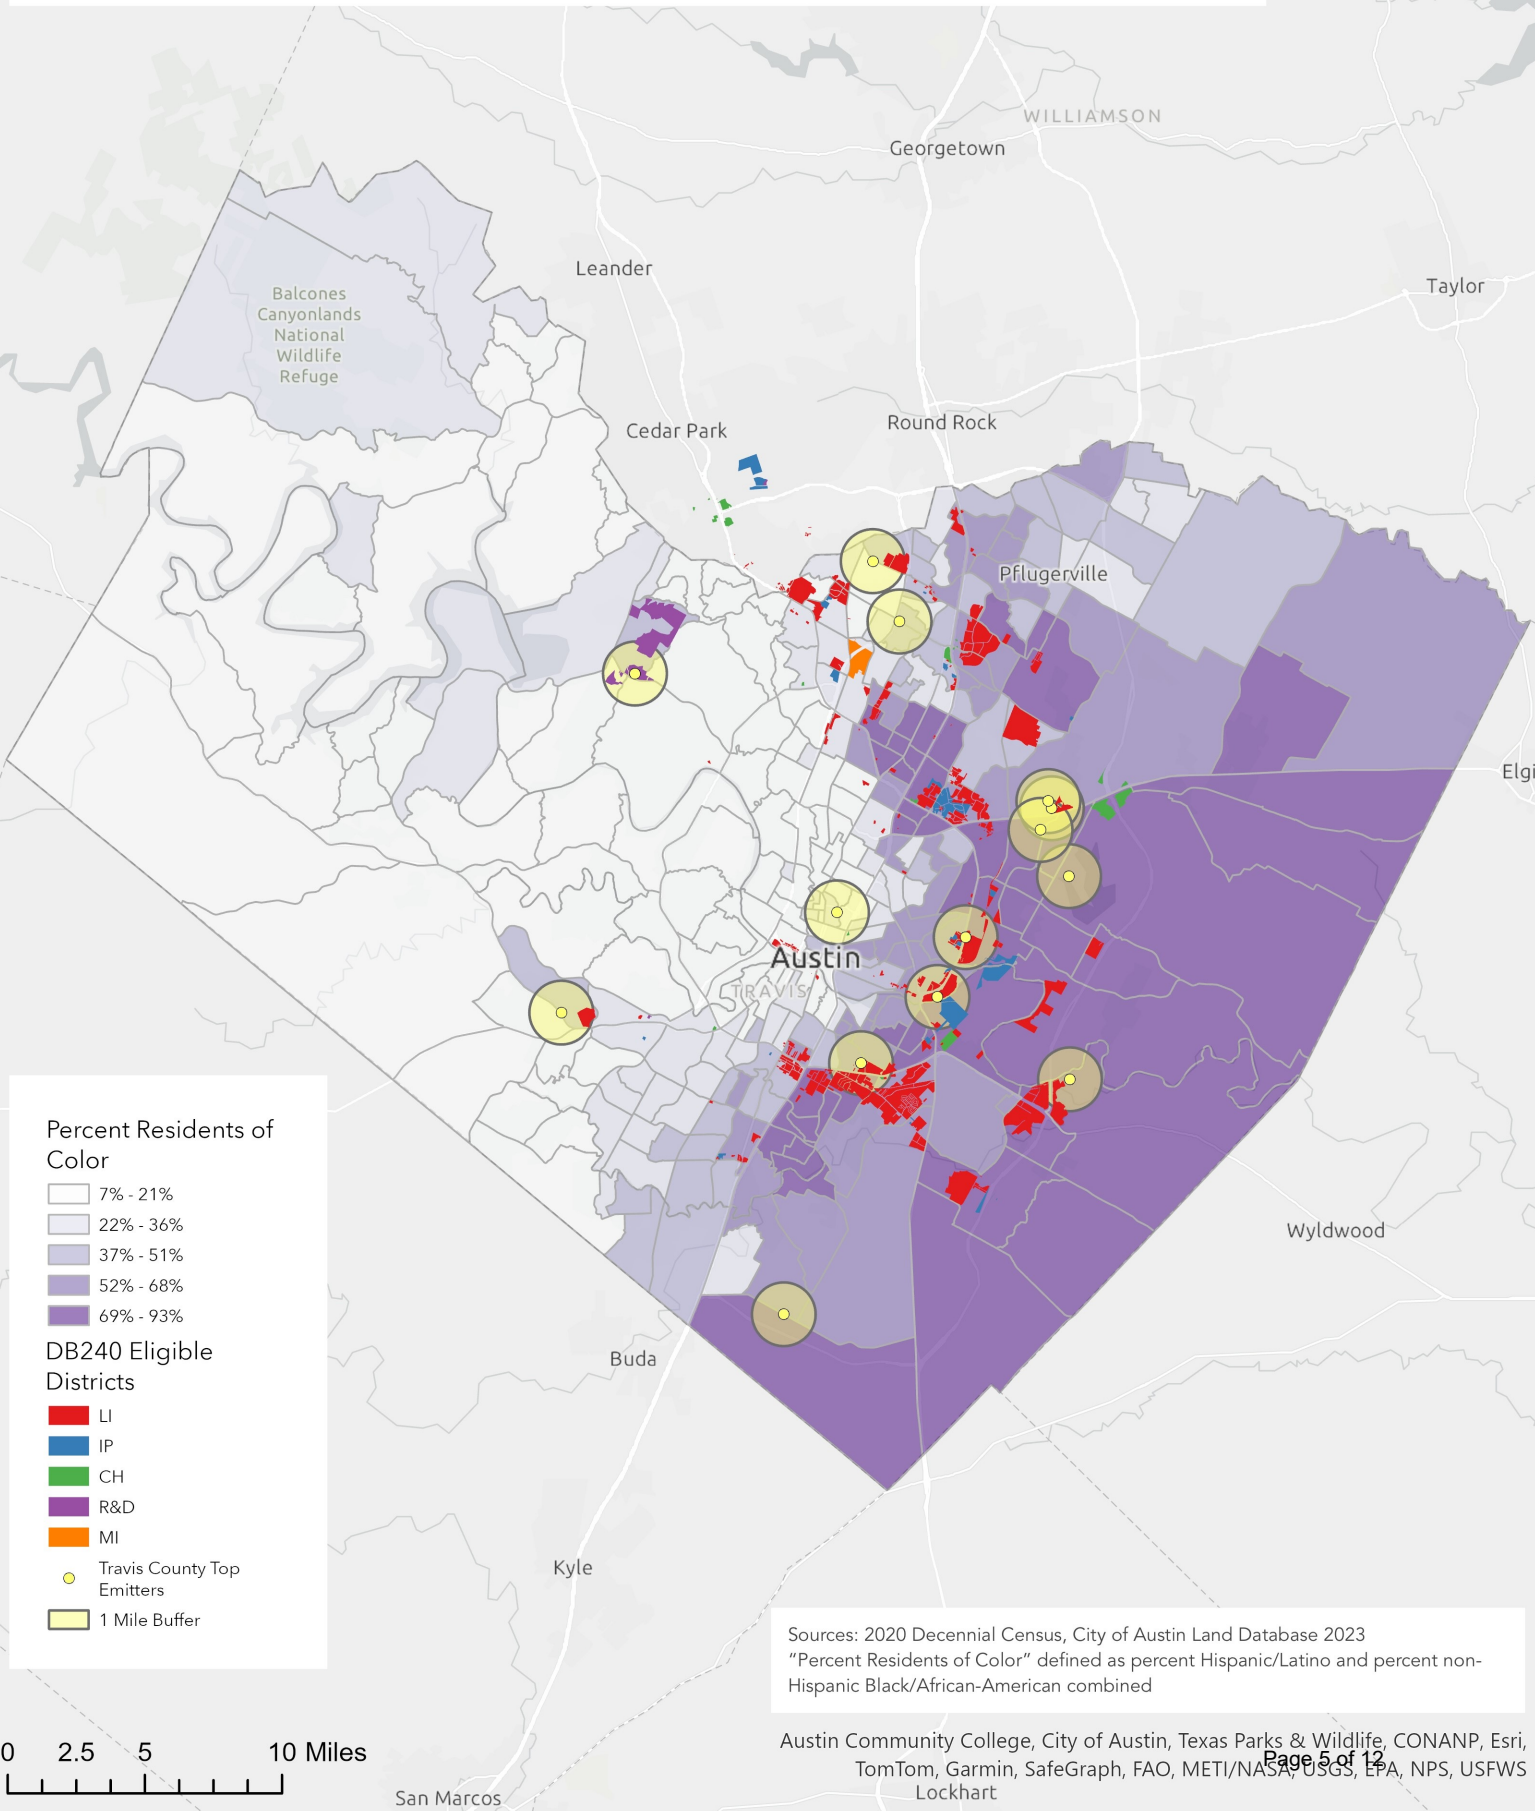 WILLIAMSON
Georgetown
Leander
Taylor
Balcones
Canyonlands
National
Wildlife
Refuge
Cedar Park
Round Rock
Pflugerville
Elgi
Austin
TRAVIS
Wyldwood
Buda
Kyle
San Marcos
Lockhart
Percent Residents of
Color
7% - 21%
22% - 36%
37% - 51%
52% - 68%
69% - 93%
DB240 Eligible
Districts
LI
IP
CH
R&D
MI
Travis County Top
Emitters
1 Mile Buffer
Sources: 2020 Decennial Census, City of Austin Land Database 2023
“Percent Residents of Color” defined as percent Hispanic/Latino and percent non-
Hispanic Black/African-American combined
0 2.5 5 10 Miles
Austin Community College, City of Austin, Texas Parks & Wildlife, CONANP, Esri,
TomTom, Garmin, SafeGraph, FAO, METI/NASA, USGS, EPA, NPS, USFWS
Page 5 of 12